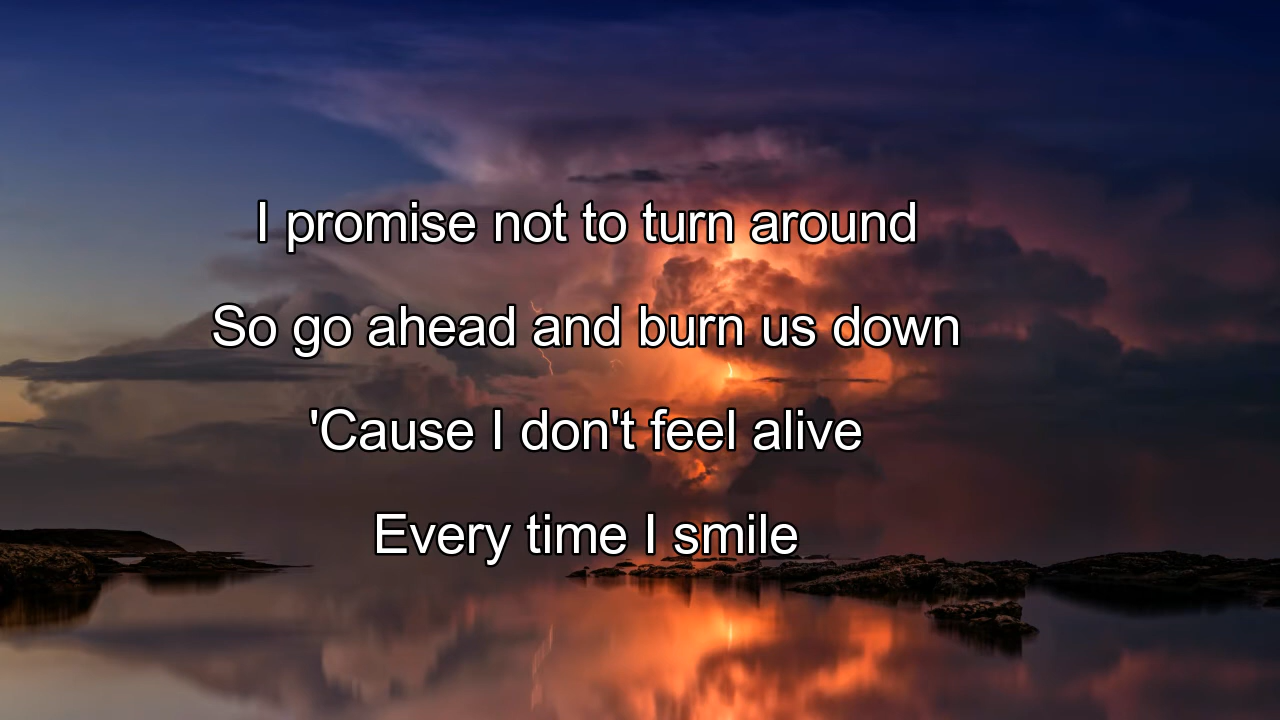 I promise not to turn around
So go ahead and burn us down
'Cause I don't feel alive
Every time I smile